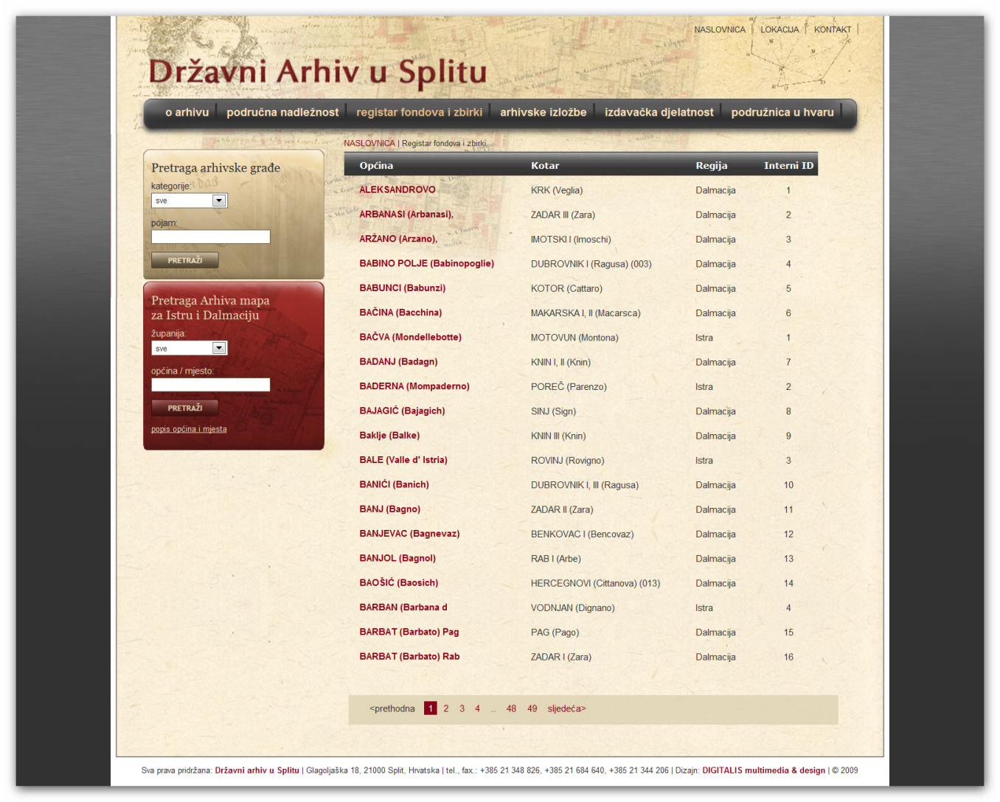 NASLOVNICA | LOKACIJA | KONTAKT |
Državni Arhiv u Splitu
o arhivu | područna nadležnost | registar fondova i zbirki | arhivske izložbe | izdavačka djelatnost | podružnica u hvaru |
NASLOVNICA | Registar fondova i zbirki
Pretraga arhivske građe
kategorije:
sve
pojam:
PRETRAŽI
Pretraga Arhiva mapa
za Istru i Dalmaciju
županija:
sve
općina / mjesto:
PRETRAŽI
popis općina i mjesta
Općina Kotar Regija Interni ID
ALEKSANDROVO KRK (Veglia) Dalmacija 1
ARBANASI (Arbanasi), ZADAR III (Zara) Dalmacija 2
ARŽANO (Arzano), IMOTSKI I (Imoschi) Dalmacija 3
BABINO POLJE (Babinopoglie) DUBROVNIK I (Ragusa) (003) Dalmacija 4
BABUNCI (Babunzi) KOTOR (Cattaro) Dalmacija 5
BAČINA (Bacchina) MAKARSKA I, II (Macarsca) Dalmacija 6
BAČVA (Mondellebotte) MOTOVUN (Montona) Istra 1
BADANJ (Badagn) KNIN I, II (Knin) Dalmacija 7
BADERNA (Mompaderno) POREČ (Parenzo) Istra 2
BAJAGIĆ (Bajagich) SINJ (Sign) Dalmacija 8
Baklje (Balke) KNIN III (Knin) Dalmacija 9
BALE (Valle d' Istria) ROVINJ (Rovigno) Istra 3
BANIĆI (Banich) DUBROVNIK I, III (Ragusa) Dalmacija 10
BANJ (Bagno) ZADAR II (Zara) Dalmacija 11
BANJEVAC (Bagnevaz) BENKOVAC I (Bencovaz) Dalmacija 12
BANJOL (Bagnol) RAB I (Arbe) Dalmacija 13
BAOŠIĆ (Baosich) HERCEGNOVI (Cittanova) (013) Dalmacija 14
BARBAN (Barbana d VODNJAN (Dignano) Istra 4
BARBAT (Barbato) Pag PAG (Pago) Dalmacija 15
BARBAT (Barbato) Rab ZADAR I (Zara) Dalmacija 16
<prethodna 1 2 3 4 .. 48 49 sljedeća>
Sva prava pridržana: Državni arhiv u Splitu | Glagoljaška 18, 21000 Split, Hrvatska | tel., fax.: +385 21 348 826, +385 21 684 640, +385 21 344 206 | Dizajn: DIGITALIS multimedia & design | © 2009